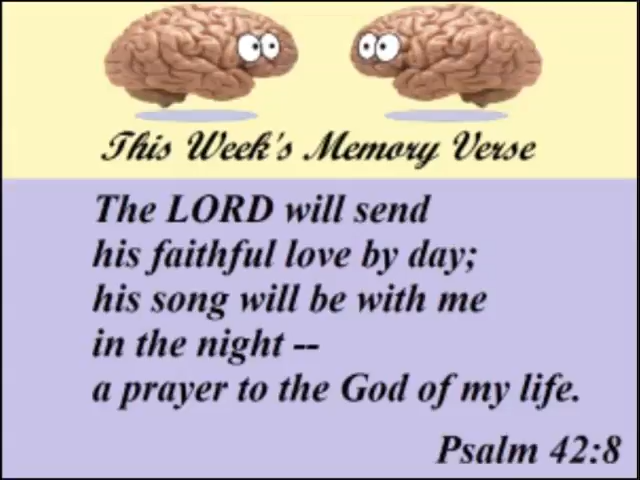 This Week's Memory Verse
The LORD will send
his faithful love by day;
his song will be with me
in the night --
a prayer to the God of my life.
Psalm 42:8